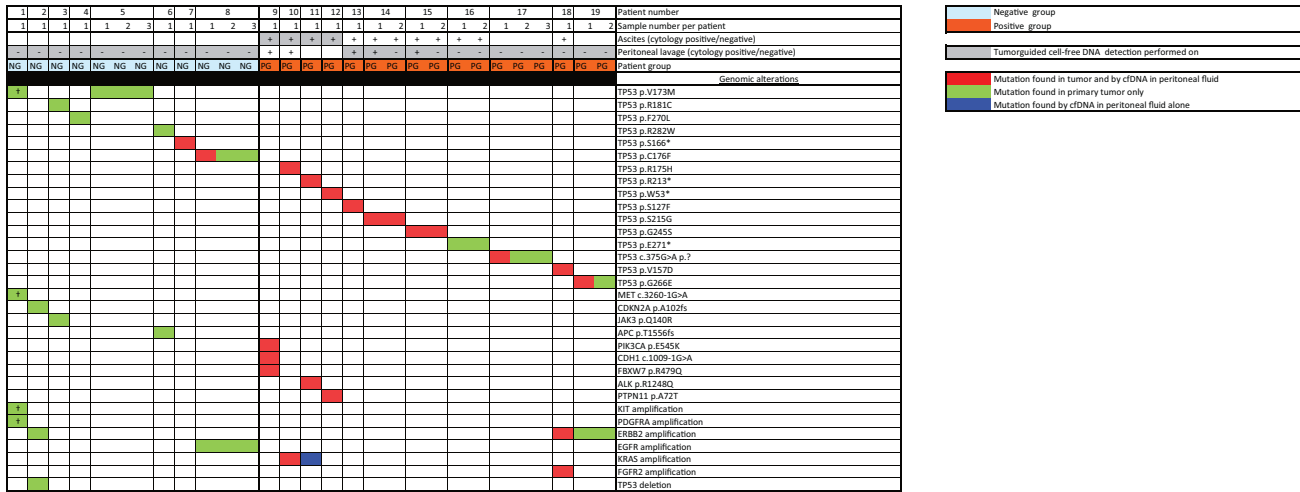 1 2 3 4 5 6 7 8 9 10 11 12 13 14 15 16 17 18 19 Patient number
1 1 1 1 1 2 3 1 1 1 2 3 1 1 1 1 1 1 2 1 2 1 2 1 2 3 1 1 2 Sample number per patient
+ + + + + + + + + + + + Ascites (cytology positive/negative)
- - - - - - - - - - - - + + + + - + - - - - - - - - - Peritoneal lavage (cytology positive/negative)
NG NG NG NG NG NG NG NG NG NG NG NG PG PG PG PG PG PG PG PG PG PG PG PG PG PG PG PG PG Patient group
Genomic alterations
† TP53 p.V173M
TP53 p.R181C
TP53 p.F270L
TP53 p.R282W
TP53 p.S166*
TP53 p.C176F
TP53 p.R175H
TP53 p.R213*
TP53 p.W53*
TP53 p.S127F
TP53 p.S215G
TP53 p.G245S
TP53 p.E271*
TP53 c.375G>A p.?
TP53 p.V157D
TP53 p.G266E
† MET c.3260-1G>A
CDKN2A p.A102fs
JAK3 p.Q140R
APC p.T1556fs
PIK3CA p.E545K
CDH1 c.1009-1G>A
FBXW7 p.R479Q
ALK p.R1248Q
PTPN11 p.A72T
† KIT amplification
† PDGFRA amplification
ERBB2 amplification
EGFR amplification
KRAS amplification
FGFR2 amplification
TP53 deletion
Negative group
Positive group
Tumorguided cell-free DNA detection performed on
Mutation found in tumor and by cfDNA in peritoneal fluid
Mutation found in primary tumor only
Mutation found by cfDNA in peritoneal fluid alone